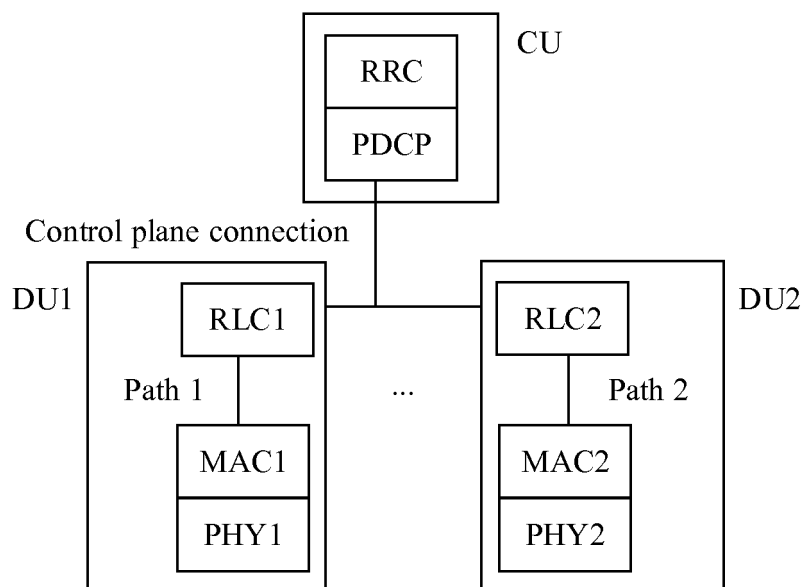 CU
RRC
PDCP
Control plane connection
DU1
DU2
RLC1
RLC2
Path 1
...
Path 2
MAC1
MAC2
PHY1
PHY2